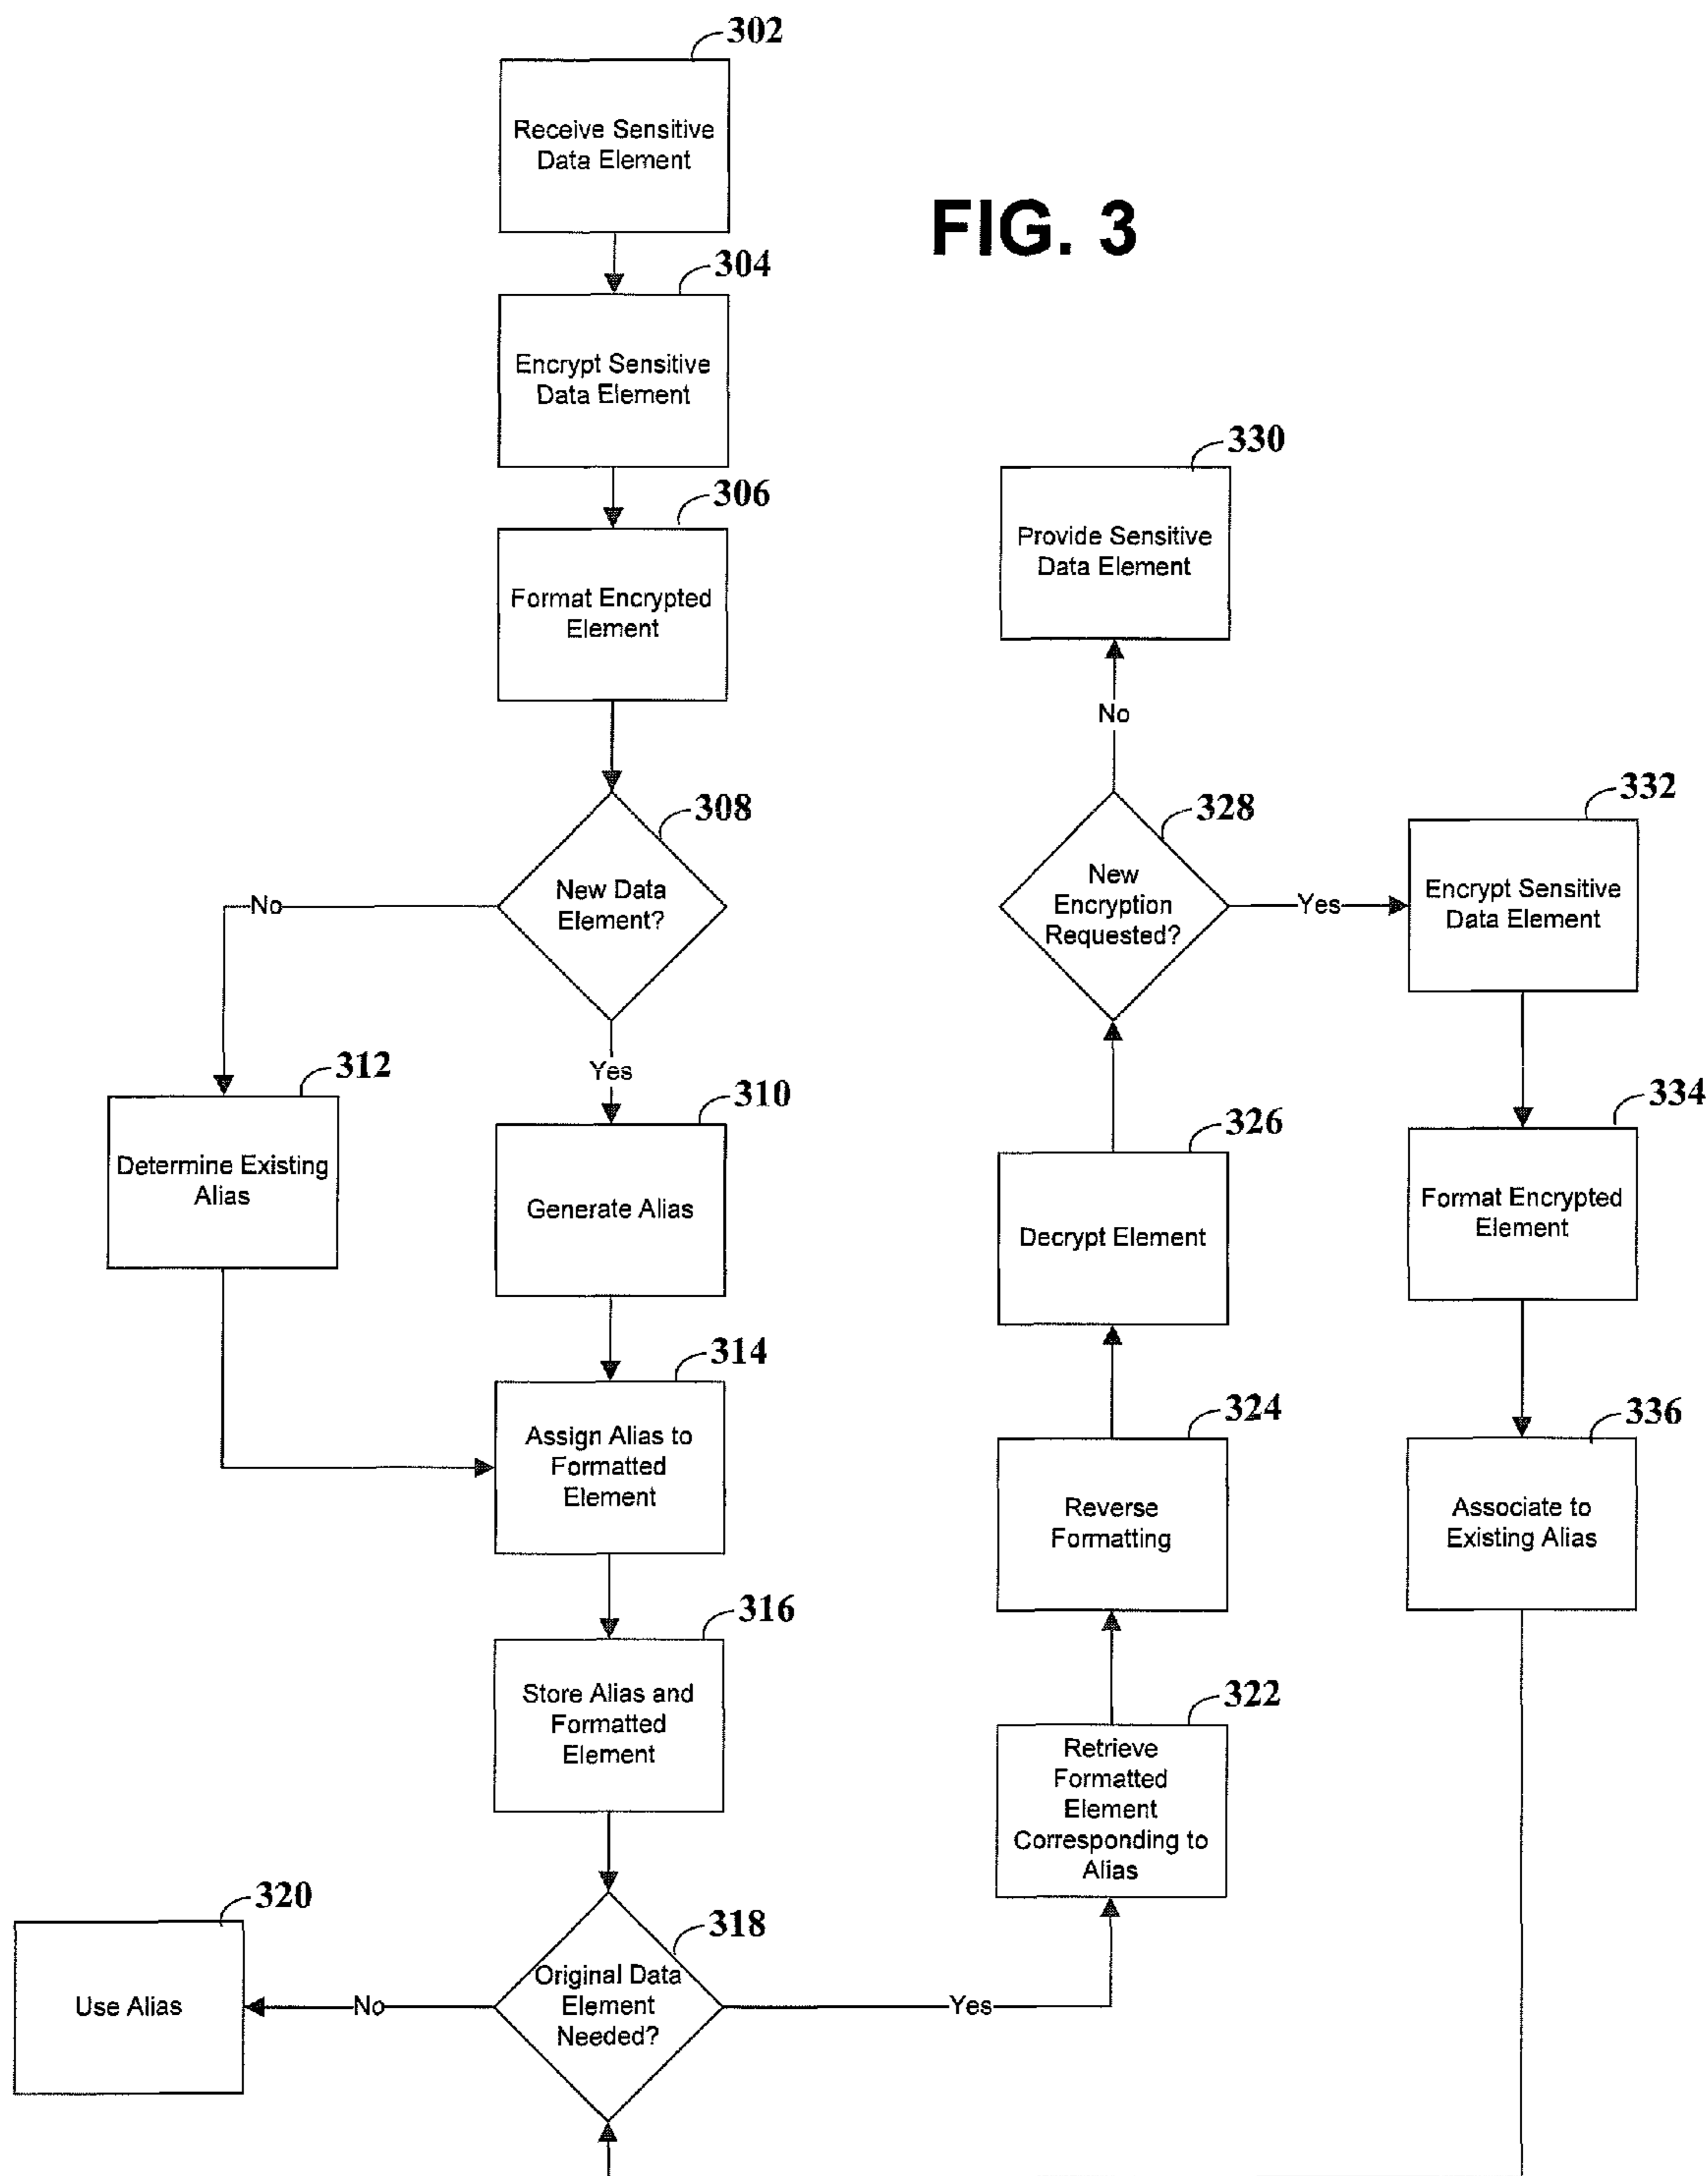 302
Receive Sensitive
Data Element
FIG. 3
304
Encrypt Sensitive
Data Element
306
Format Encrypted
Element
308
New Data
Element?
No
Yes
312
Determine Existing
Alias
310
Generate Alias
314
Assign Alias to
Formatted
Element
316
Store Alias and
Formatted
Element
318
Original Data
Element
Needed?
No
320
Use Alias
Yes
322
Retrieve
Formatted
Element
Corresponding to
Alias
324
Reverse
Formatting
326
Decrypt Element
328
New
Encryption
Requested?
No
330
Provide Sensitive
Data Element
Yes
332
Encrypt Sensitive
Data Element
334
Format Encrypted
Element
336
Associate to
Existing Alias